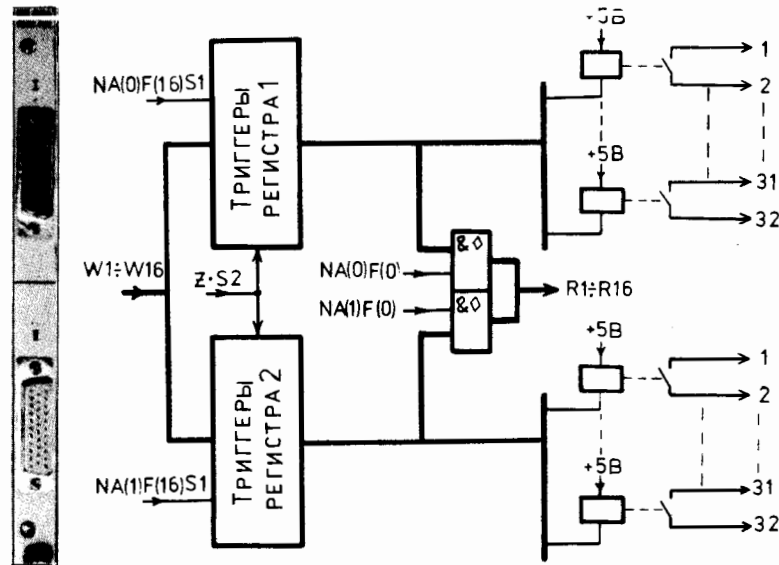 I
I
NA(0)F(16)S1
ТРИГГЕРЫ
РЕГИСТРА 1
W1÷W16
Z·S2
ТРИГГЕРЫ
РЕГИСТРА 2
NA(1)F(16)S1
&◊
NA(0)F(0)
NA(1)F(0)
&◊
R1÷R16
+5В
1
2
+5В
31
32
+5В
1
2
+5В
31
32